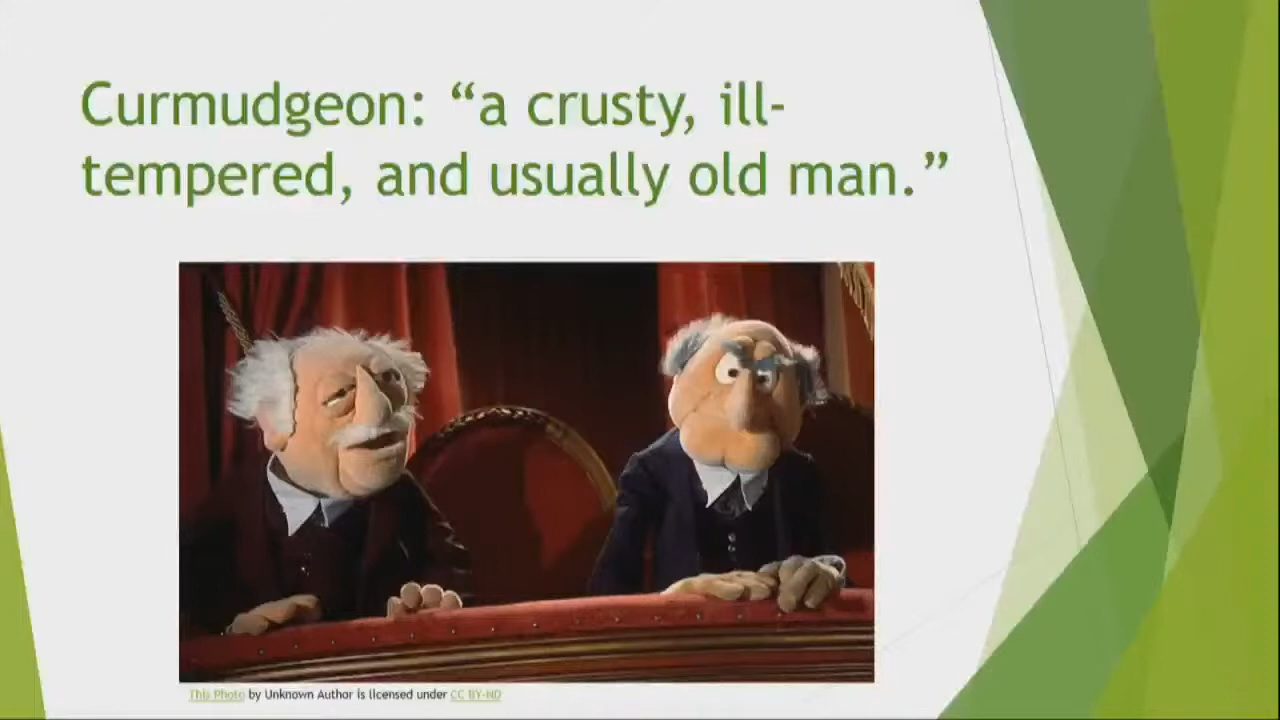 Curmudgeon: “a crusty, ill-
tempered, and usually old man.”
This Photo by Unknown Author is licensed under CC BY-ND